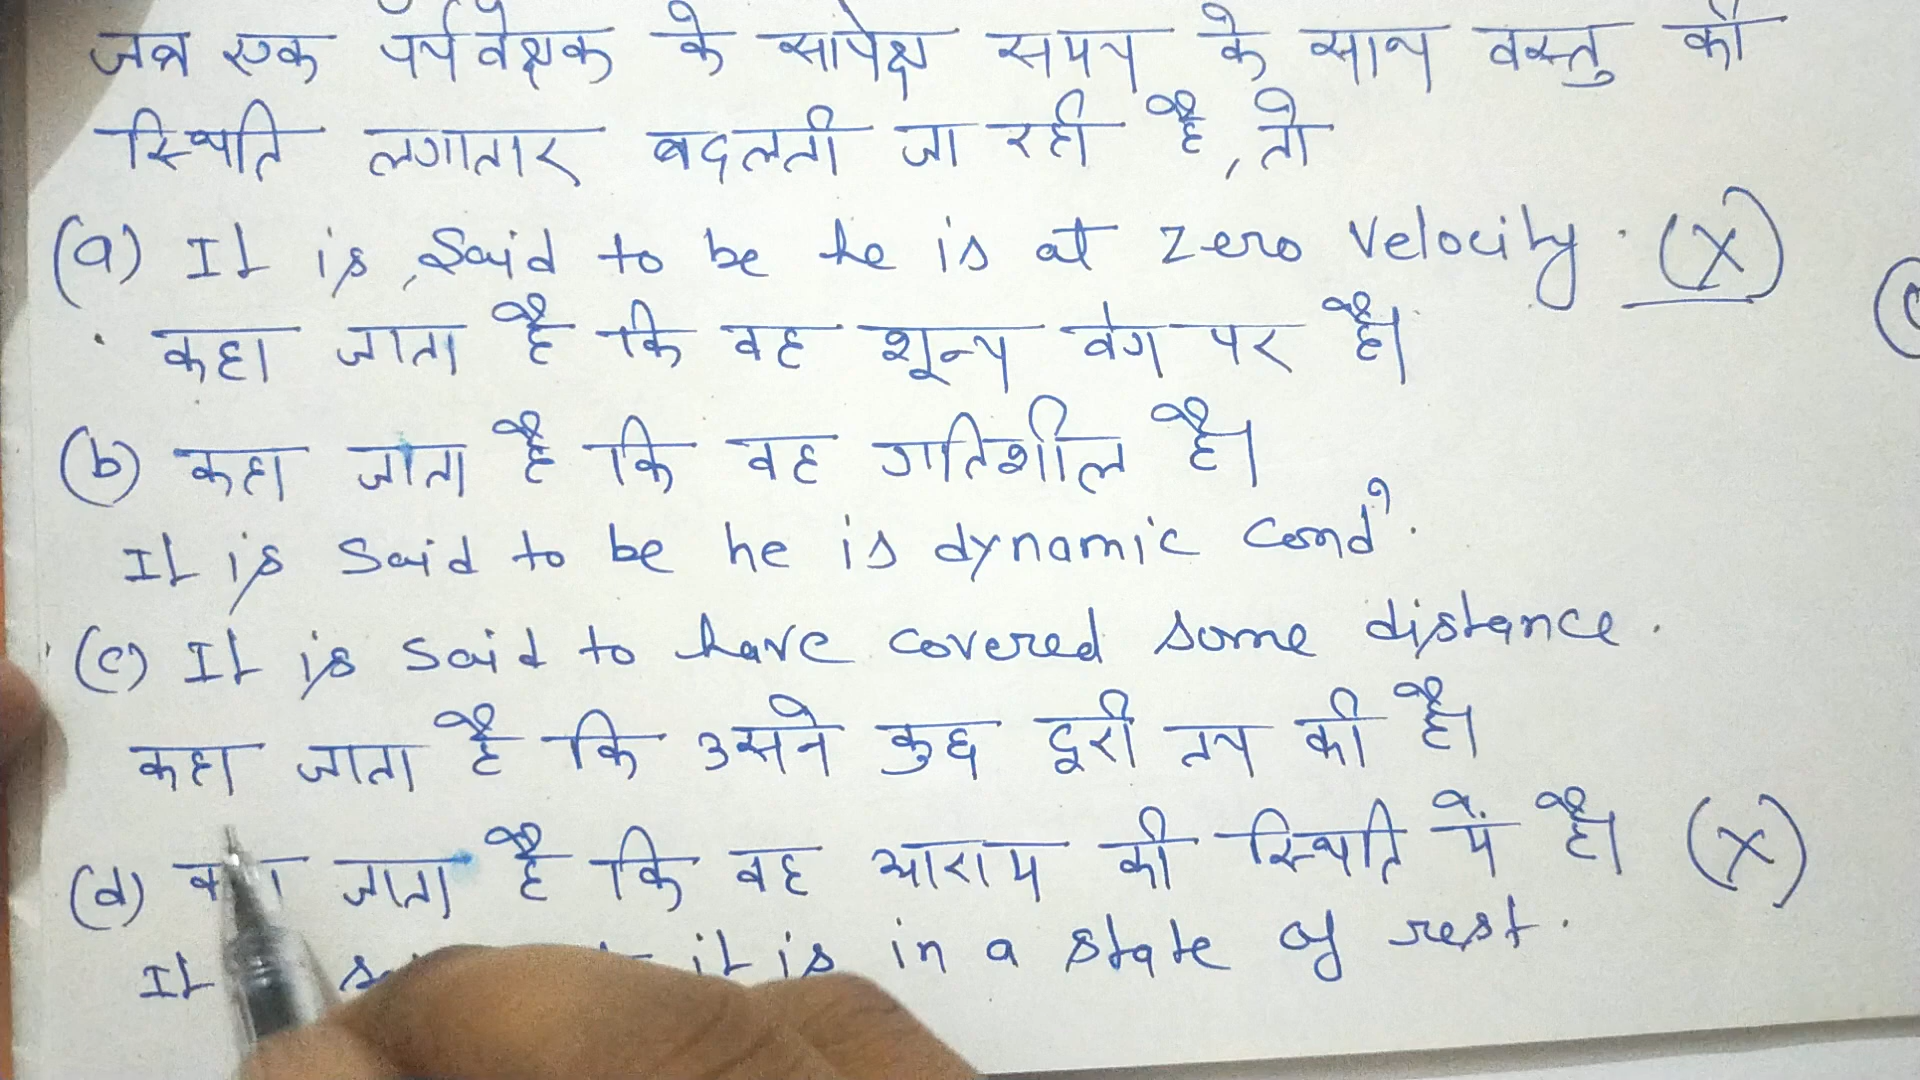 जब एक पर्यवेक्षक के सापेक्ष समय के साथ वस्तु की
स्थिति लगातार बदलती जा रही है, तो
(a) It is said to be he is at zero velocity. (X)
कहा जाता है कि वह शून्य वेग पर है।
(b) कहा जाता है कि वह गतिशील है।
It is said to be he is dynamic condn.
(c) It is said to have covered some distance.
कहा जाता है कि उसने कुछ दूरी तय की है।
(d) कहा जाता है कि वह आराम की स्थिति में है। (X)
It it is in a state of rest.